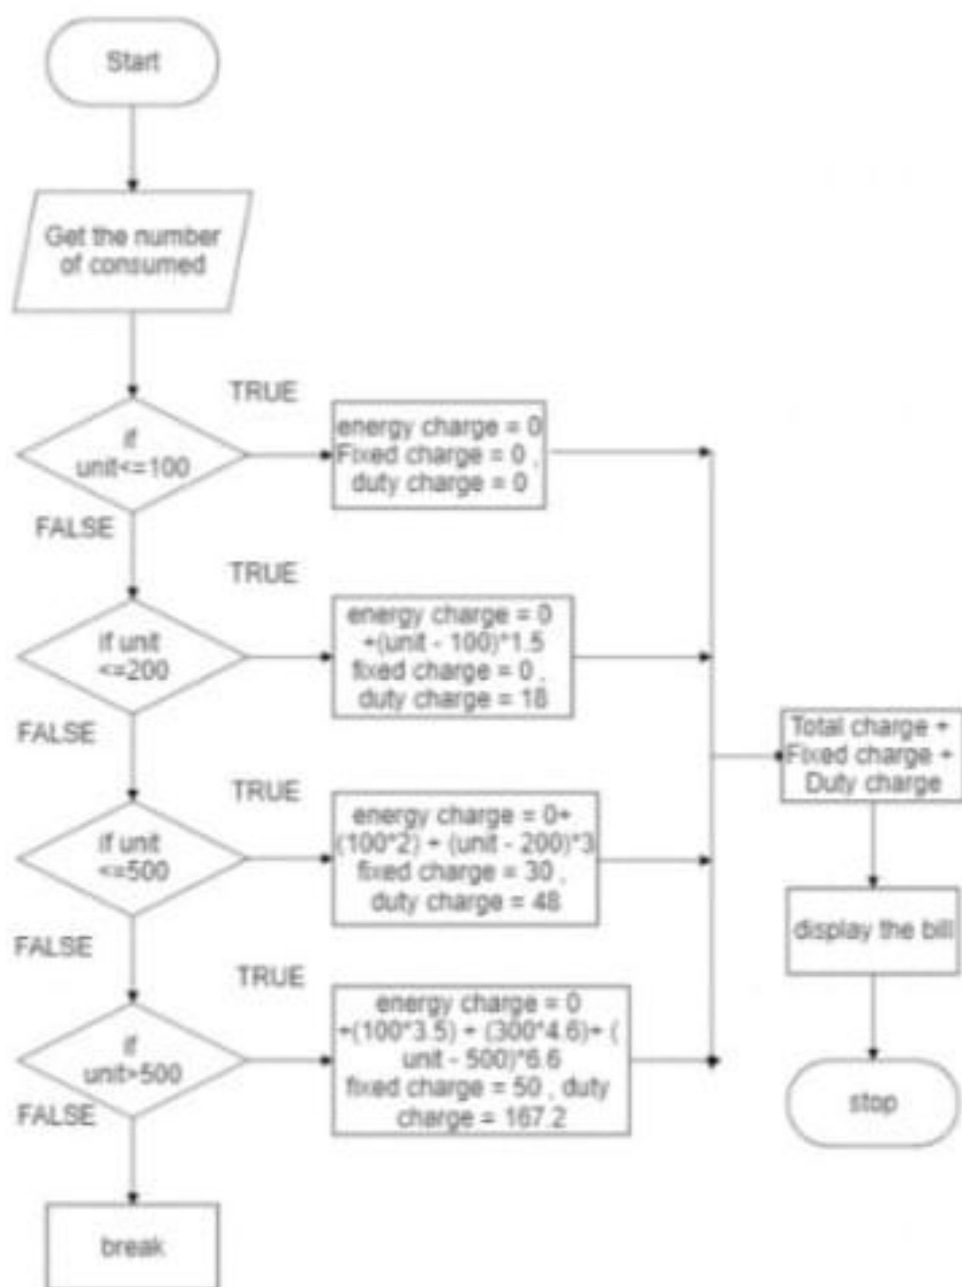 Start
Get the number
of consumed
TRUE
if
unit<=100
energy charge = 0
Fixed charge = 0 ,
duty charge = 0
FALSE
TRUE
if unit
<=200
energy charge = 0
+(unit - 100)*1.5
fixed charge = 0 ,
duty charge = 18
FALSE
TRUE
if unit
<=500
energy charge = 0+
(100*2) + (unit - 200)*3
fixed charge = 30 ,
duty charge = 48
FALSE
TRUE
if
unit>500
energy charge = 0
+(100*3.5) + (300*4.6)+ (
unit - 500)*6.6
fixed charge = 50 , duty
charge = 167.2
FALSE
break
Total charge +
Fixed charge +
Duty charge
display the bill
stop